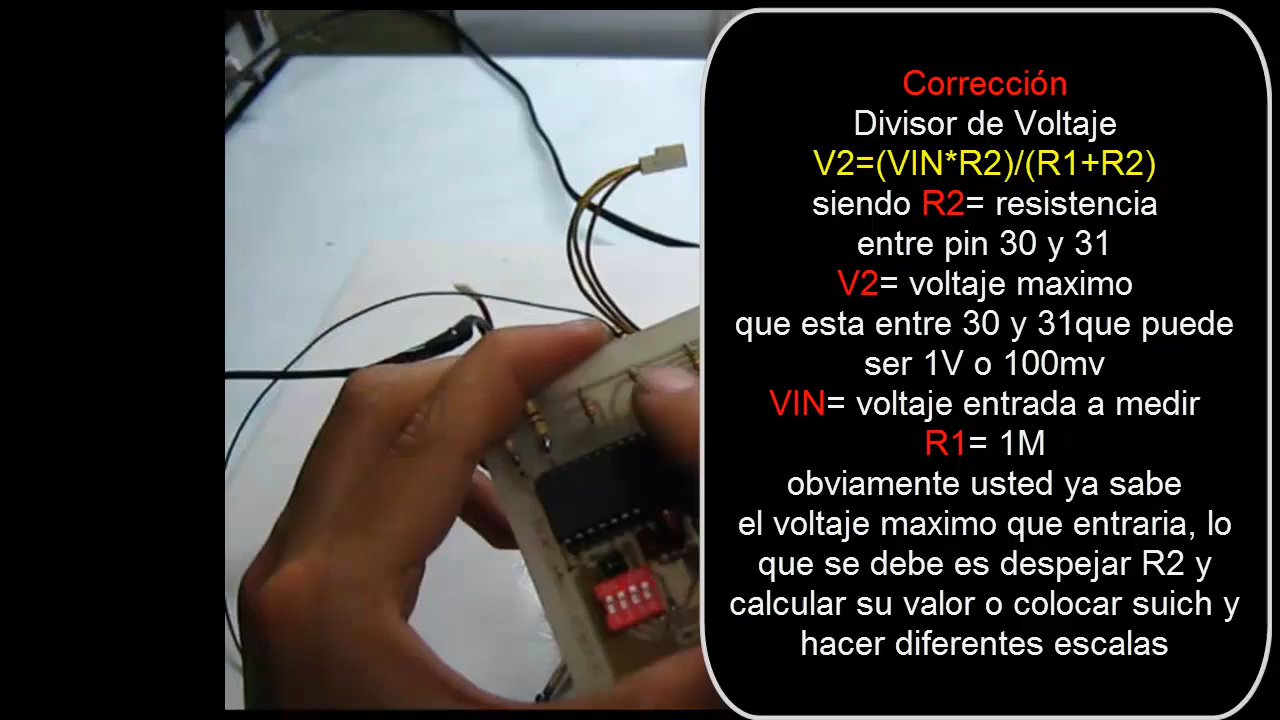 Corrección
Divisor de Voltaje
V2=(VIN*R2)/(R1+R2)
siendo R2= resistencia
entre pin 30 y 31
V2= voltaje maximo
que esta entre 30 y 31que puede
ser 1V o 100mv
VIN= voltaje entrada a medir
R1= 1M
obviamente usted ya sabe
el voltaje maximo que entraria, lo
que se debe es despejar R2 y
calcular su valor o colocar suich y
hacer diferentes escalas